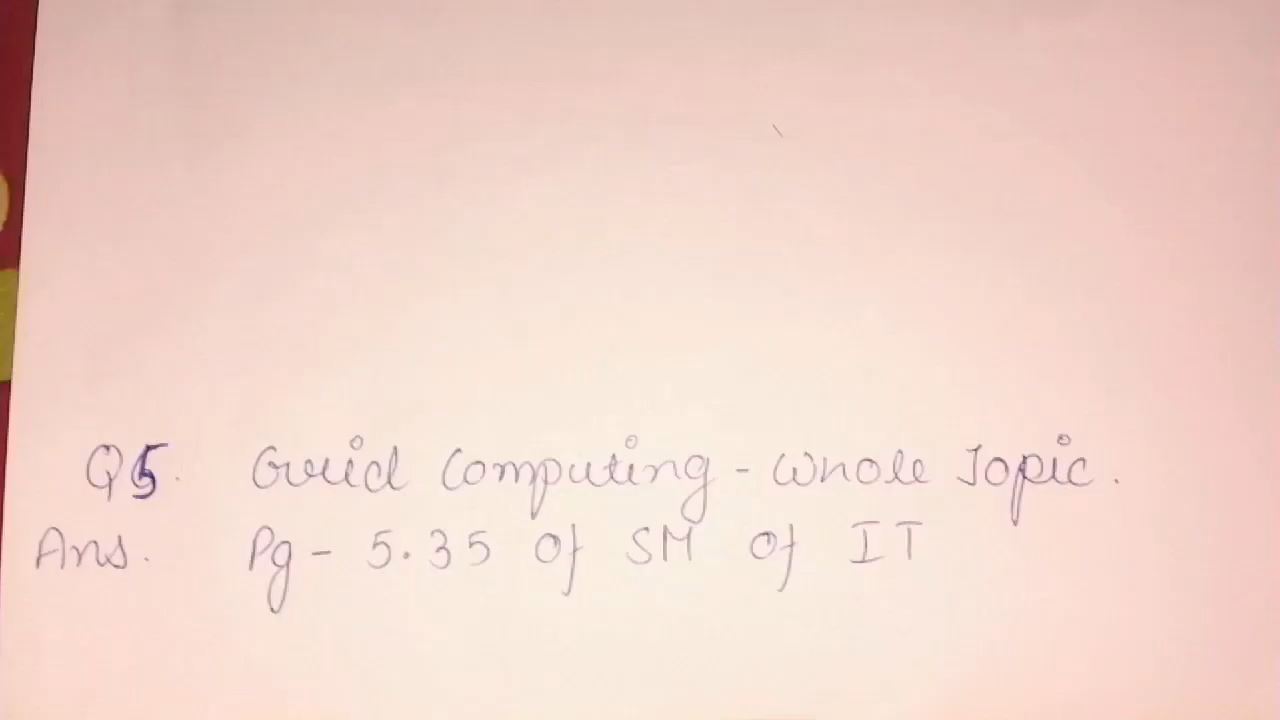 Q5. Grid Computing - Whole Topic.
Ans. Pg - 5.35 of SM of IT